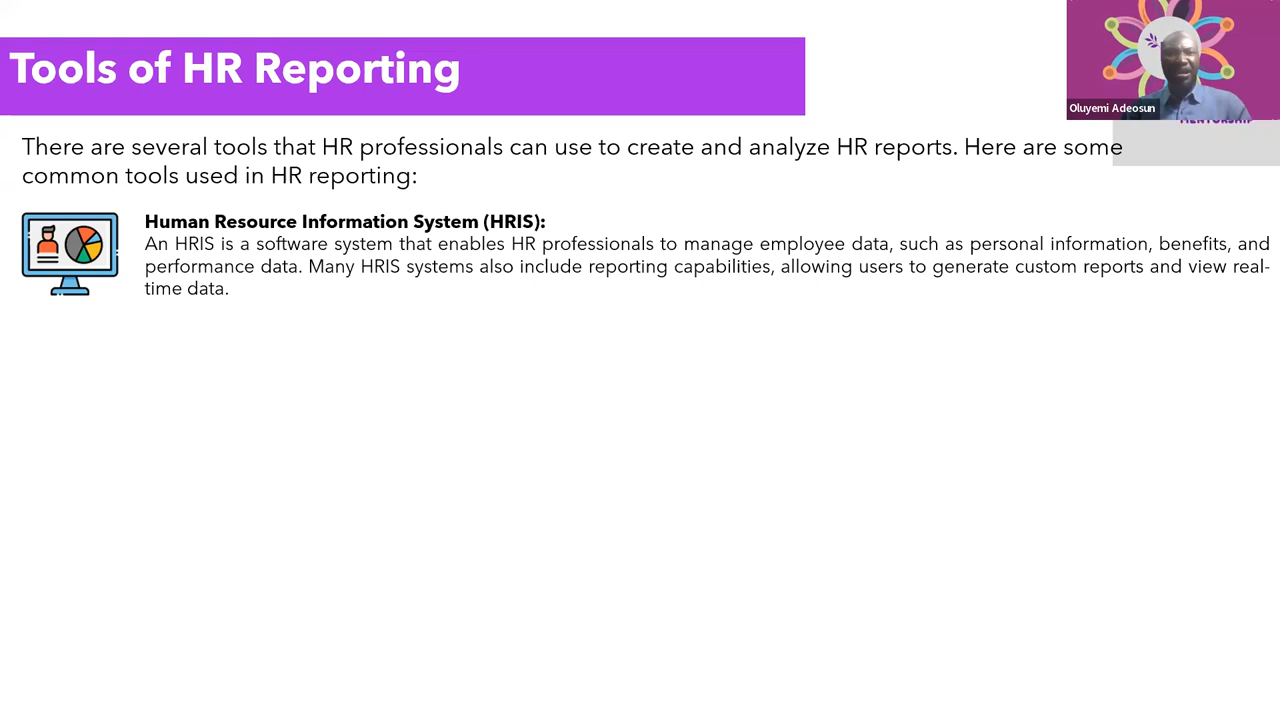 Tools of HR Reporting
Oluyemi Adeosun
MENTORSHIP
There are several tools that HR professionals can use to create and analyze HR reports. Here are some
common tools used in HR reporting:
Human Resource Information System (HRIS):
An HRIS is a software system that enables HR professionals to manage employee data, such as personal information, benefits, and
performance data. Many HRIS systems also include reporting capabilities, allowing users to generate custom reports and view real-
time data.